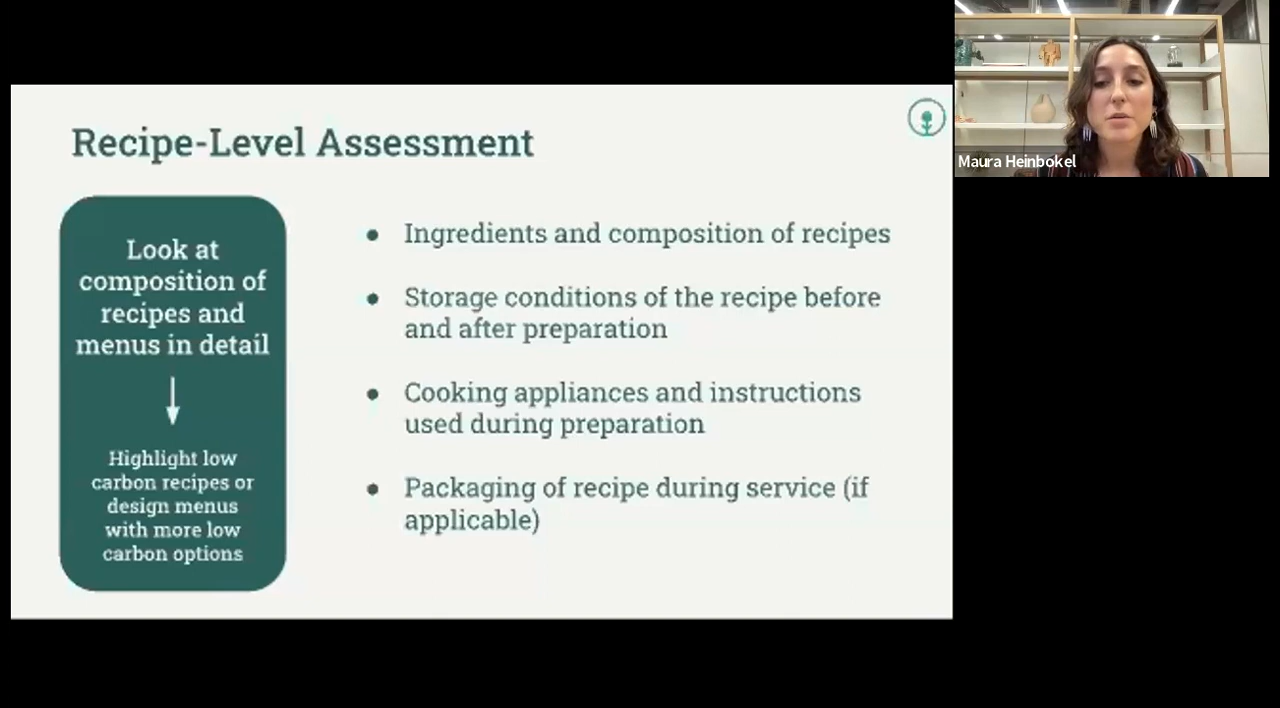 Recipe-Level Assessment
Look at
composition of
recipes and
menus in detail
Highlight low
carbon recipes or
design menus
with more low
carbon options
● Ingredients and composition of recipes
● Storage conditions of the recipe before
and after preparation
● Cooking appliances and instructions
used during preparation
● Packaging of recipe during service (if
applicable)
Maura Heinbokel